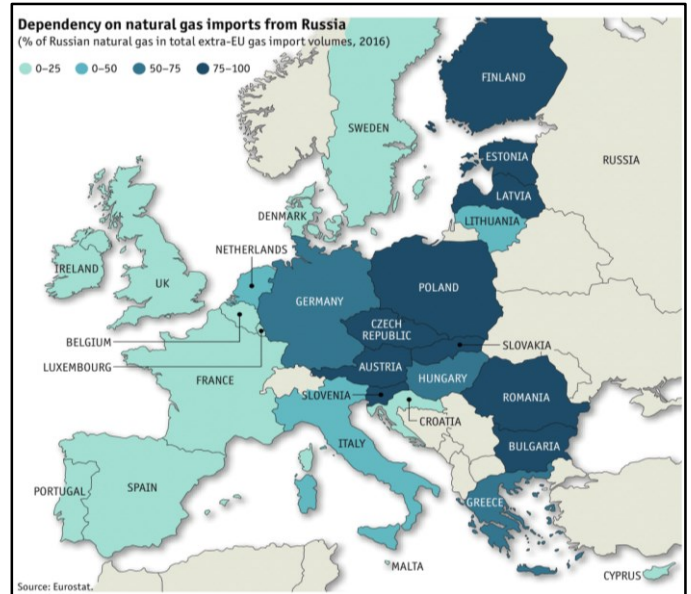 Dependency on natural gas imports from Russia
(% of Russian natural gas in total extra-EU gas import volumes, 2016)
0–25 0–50 50–75 75–100
FINLAND
SWEDEN
ESTONIA
RUSSIA
LATVIA
DENMARK
LITHUANIA
NETHERLANDS
IRELAND
UK
GERMANY
POLAND
BELGIUM
CZECH
REPUBLIC
SLOVAKIA
LUXEMBOURG
AUSTRIA
FRANCE
HUNGARY
SLOVENIA
ROMANIA
CROATIA
ITALY
BULGARIA
PORTUGAL
SPAIN
GREECE
MALTA
CYPRUS
Source: Eurostat.